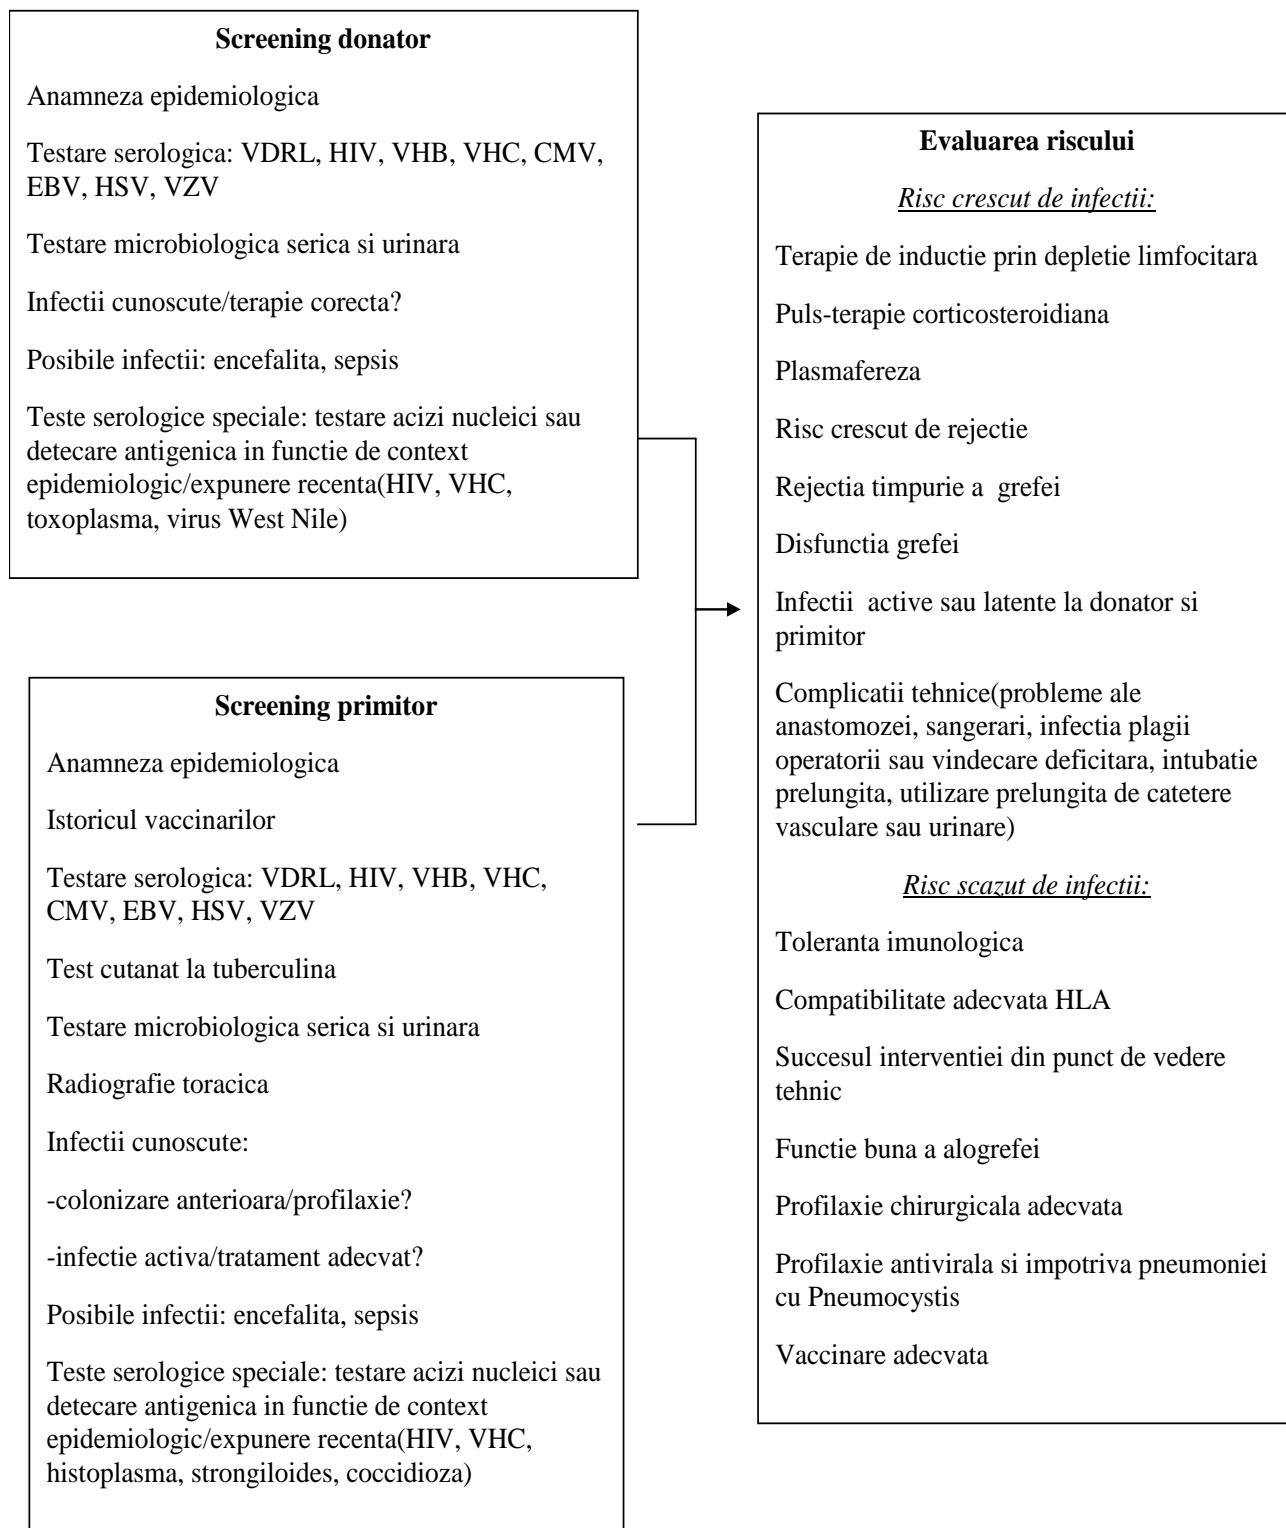 Screening donator
Anamneza epidemiologica
Testare serologica: VDRL, HIV, VHB, VHC, CMV,
EBV, HSV, VZV
Testare microbiologica serica si urinara
Infectii cunoscute/terapie corecta?
Posibile infectii: encefalita, sepsis
Teste serologice speciale: testare acizi nucleici sau
detecare antigenica in functie de context
epidemiologic/expunere recenta(HIV, VHC,
toxoplasma, virus West Nile)
Screening primitor
Anamneza epidemiologica
Istoricul vaccinarilor
Testare serologica: VDRL, HIV, VHB, VHC,
CMV, EBV, HSV, VZV
Test cutanat la tuberculina
Testare microbiologica serica si urinara
Radiografie toracica
Infectii cunoscute:
-colonizare anterioara/profilaxie?
-infectie activa/tratament adecvat?
Posibile infectii: encefalita, sepsis
Teste serologice speciale: testare acizi nucleici sau
detecare antigenica in functie de context
epidemiologic/expunere recenta(HIV, VHC,
histoplasma, strongiloides, coccidioza)
Evaluarea riscului
Risc crescut de infectii:
Terapie de inductie prin depletie limfocitara
Puls-terapie corticosteroidiana
Plasmafereza
Risc crescut de rejectie
Rejectia timpurie a  grefei
Disfunctia grefei
Infectii  active sau latente la donator si
primitor
Complicatii tehnice(probleme ale
anastomozei, sangerari, infectia plagii
operatorii sau vindecare deficitara, intubatie
prelungita, utilizare prelungita de catetere
vasculare sau urinare)
Risc scazut de infectii:
Toleranta imunologica
Compatibilitate adecvata HLA
Succesul interventiei din punct de vedere
tehnic
Functie buna a alogrefei
Profilaxie chirurgicala adecvata
Profilaxie antivirala si impotriva pneumoniei
cu Pneumocystis
Vaccinare adecvata